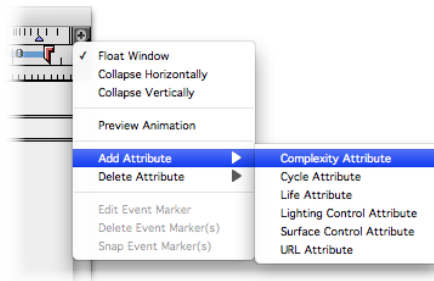 ✓ Float Window
Collapse Horizontally
Collapse Vertically
Preview Animation
Add Attribute
Delete Attribute
Edit Event Marker
Delete Event Marker(s)
Snap Event Marker(s)
Complexity Attribute
Cycle Attribute
Life Attribute
Lighting Control Attribute
Surface Control Attribute
URL Attribute